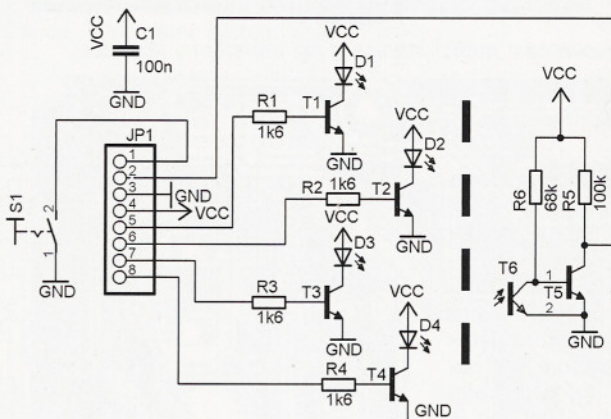 VCC
C1
100n
GND
JP1
1
2
3
4
5
6
7
8
GND
VCC
S1
2
1
GND
R1
1k6
VCC
D1
T1
GND
R2
1k6
VCC
D2
T2
GND
R3
1k6
VCC
D3
T3
GND
R4
1k6
VCC
D4
T4
GND
VCC
R6
68k
R5
100k
T6
1
2
T5
GND